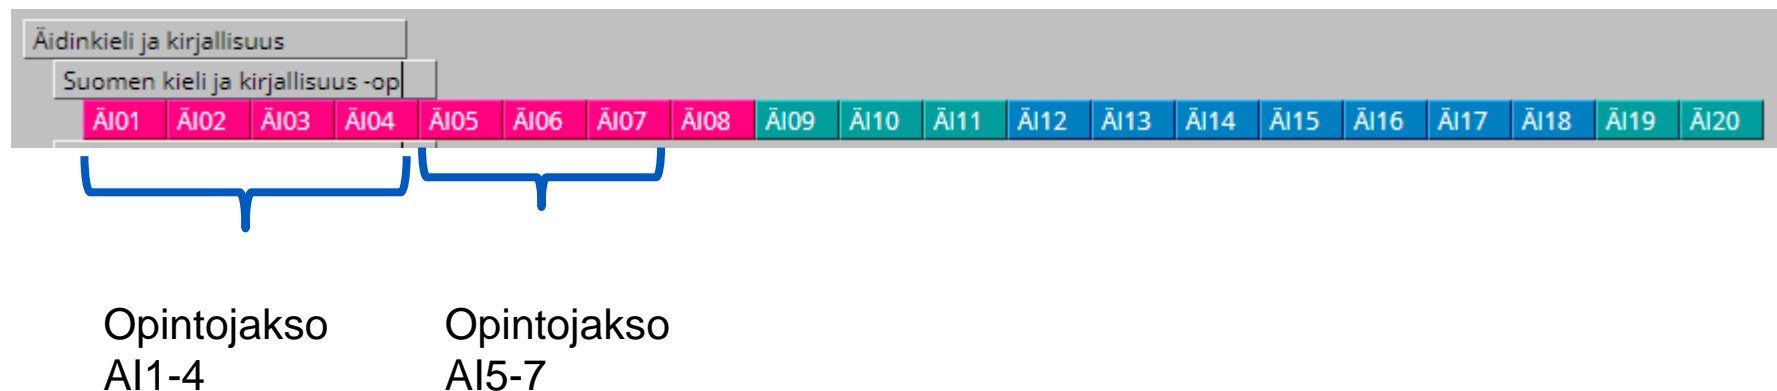 Äidinkieli ja kirjallisuus
Suomen kieli ja kirjallisuus -op
ÄI01 ÄI02 ÄI03 ÄI04 ÄI05 ÄI06 ÄI07 ÄI08 ÄI09 ÄI10 ÄI11 ÄI12 ÄI13 ÄI14 ÄI15 ÄI16 ÄI17 ÄI18 ÄI19 ÄI20
Opintojakso
AI1-4
Opintojakso
AI5-7